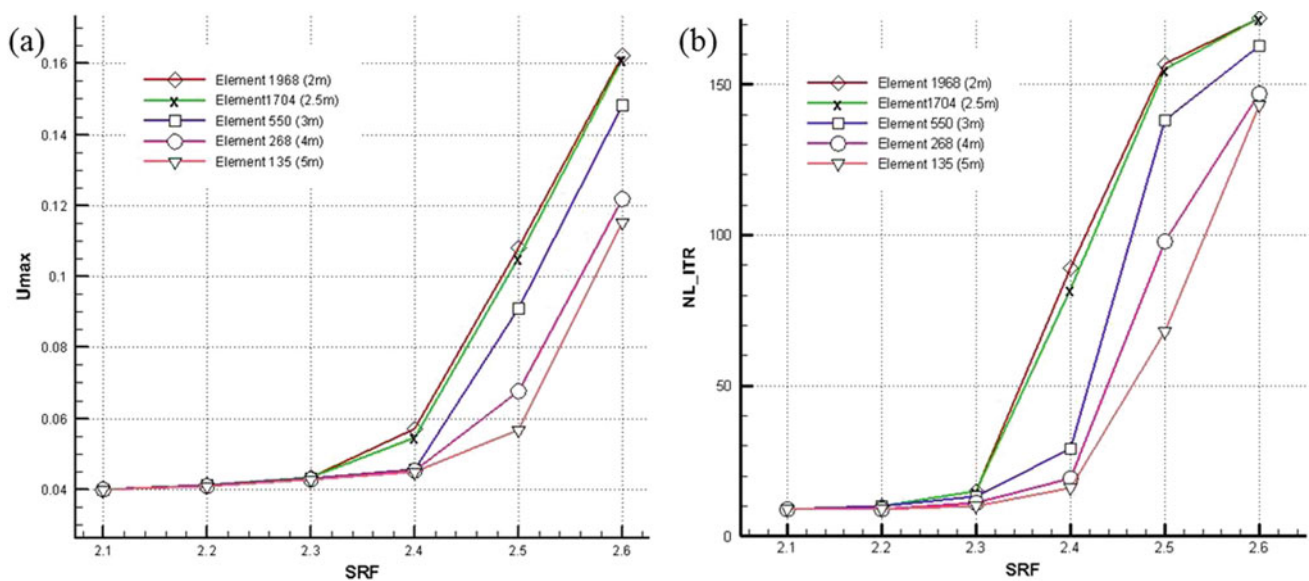 (a)
Umax
0.16
0.14
0.12
0.1
0.08
0.06
0.04
Element 1968 (2m)
Element1704 (2.5m)
Element 550 (3m)
Element 268 (4m)
Element 135 (5m)
2.1 2.2 2.3 2.4 2.5 2.6
SRF
(b)
NL_ITR
150
100
50
0
Element 1968 (2m)
Element1704 (2.5m)
Element 550 (3m)
Element 268 (4m)
Element 135 (5m)
2.1 2.2 2.3 2.4 2.5 2.6
SRF